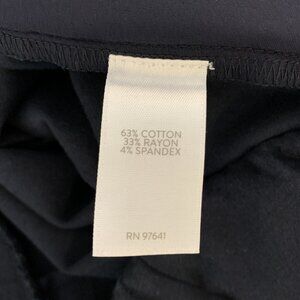 63% COTTON
33% RAYON
4% SPANDEX
RN 97641